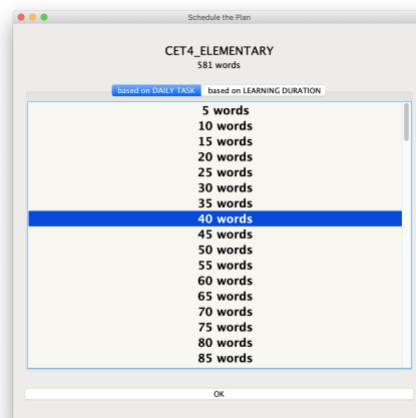 Schedule the Plan
CET4_ELEMENTARY
581 words
based on DAILY TASK based on LEARNING DURATION
5 words
10 words
15 words
20 words
25 words
30 words
35 words
40 words
45 words
50 words
55 words
60 words
65 words
70 words
75 words
80 words
85 words
OK